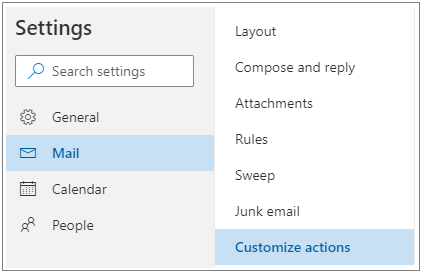 Settings
Search settings
General
Mail
Calendar
People
Layout
Compose and reply
Attachments
Rules
Sweep
Junk email
Customize actions